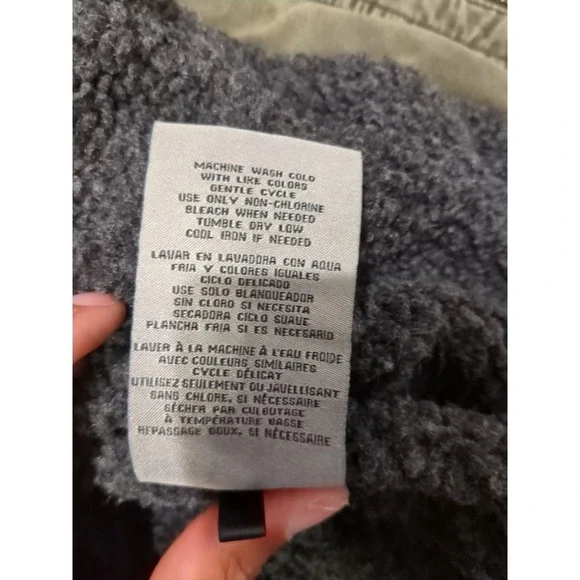 MACHINE WASH COLD
WITH LIKE COLORS
GENTLE CYCLE
USE ONLY NON-CHLORINE
BLEACH WHEN NEEDED
TUMBLE DRY LOW
COOL IRON IF NEEDED
LAVAR EN LAVADORA CON AQUA
FRIA Y COLORES IGUALES
CICLO DELICADO
USE SOLO BLANQUEADOR
SIN CLORO SI NECESITA
SECADORA CICLO SUAVE
PLANCHA FRIA SI ES NECESARIO
LAVER À LA MACHINE À L'EAU FROIDE
AVEC COULEURS SIMILAIRES
CYCLE DÉLICAT
UTILISEZ SEULEMENT DU JAVELLISANT
SANS CHLORE, SI NÉCESSAIRE
SÉCHER PAR CULBUTAGE
À TEMPÉRATURE BASSE
REPASSAGE DOUX, SI NÉCESSAIRE